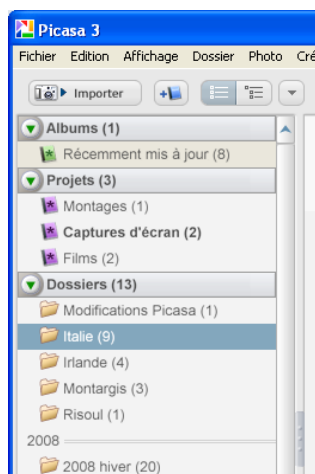 Picasa 3
Fichier Edition Affichage Dossier Photo Cré
Importer
Albums (1)
Récemment mis à jour (8)
Projets (3)
Montages (1)
Captures d'écran (2)
Films (2)
Dossiers (13)
Modifications Picasa (1)
Italie (9)
Irlande (4)
Montargis (3)
Risoul (1)
2008
2008 hiver (20)